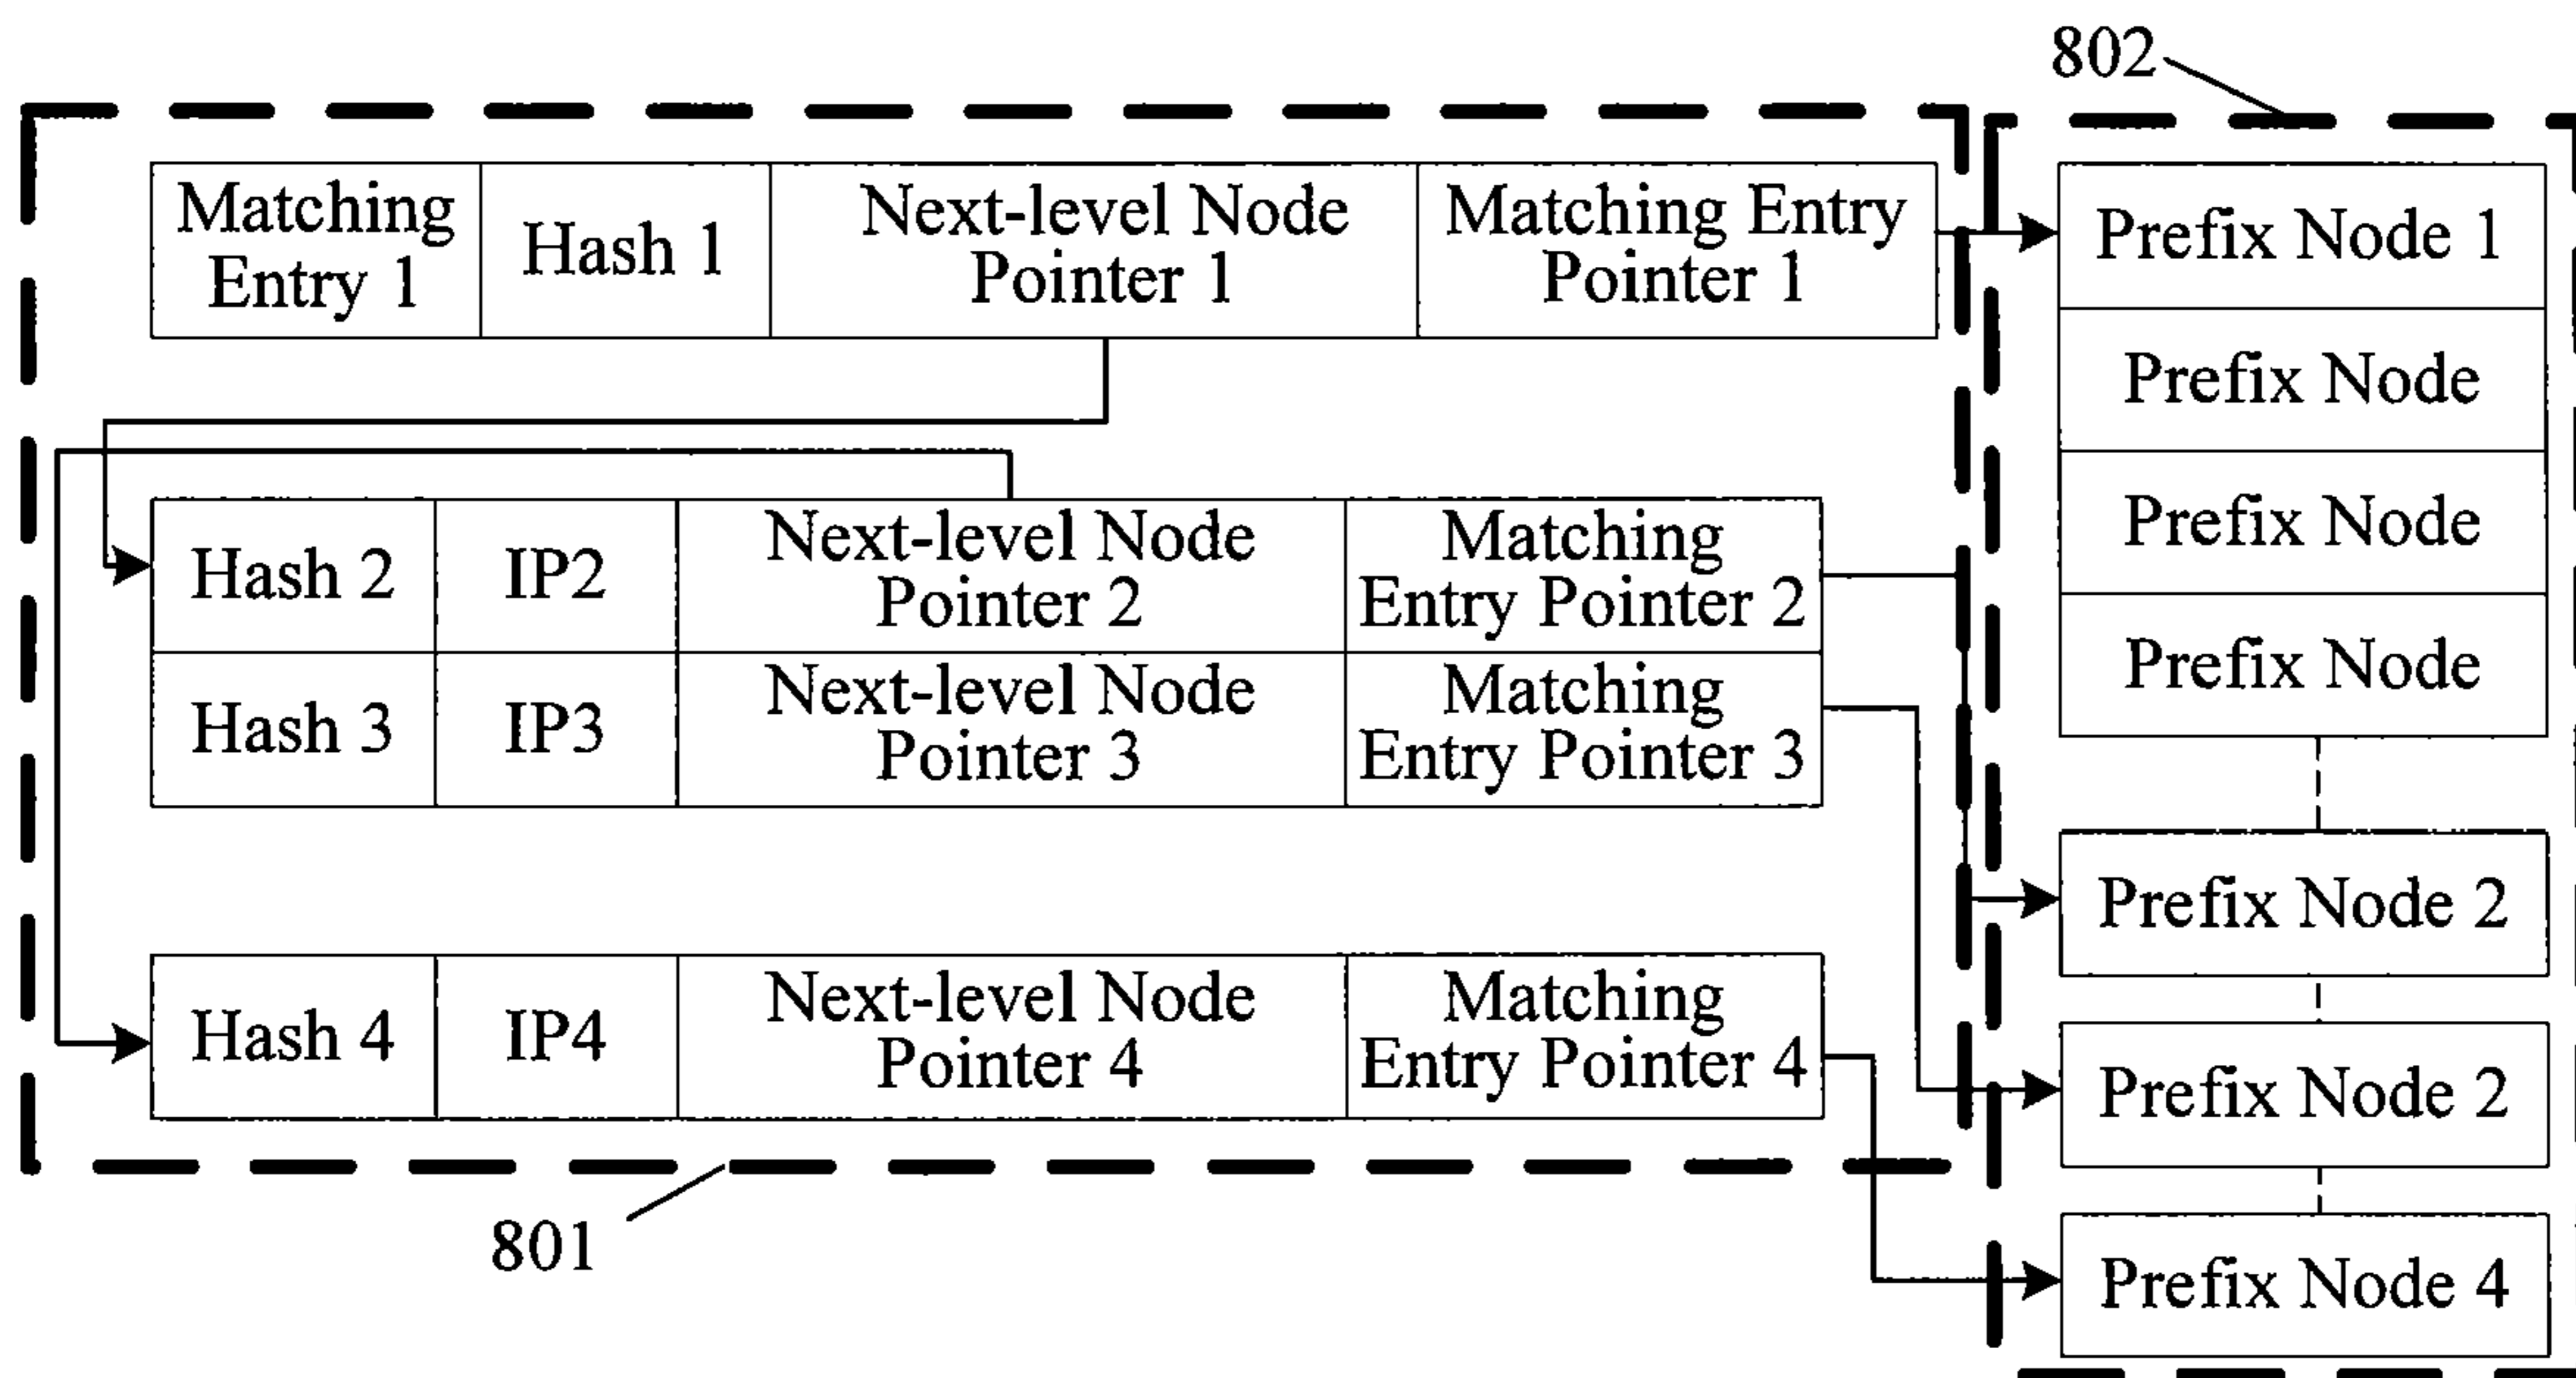 802
Matching
Entry 1
Hash 1
Next-level Node
Pointer 1
Matching Entry
Pointer 1
Prefix Node 1
Prefix Node
Prefix Node
Prefix Node
Hash 2
IP2
Next-level Node
Pointer 2
Matching
Entry Pointer 2
Hash 3
IP3
Next-level Node
Pointer 3
Matching
Entry Pointer 3
Prefix Node 2
Hash 4
IP4
Next-level Node
Pointer 4
Matching
Entry Pointer 4
Prefix Node 2
Prefix Node 4
801